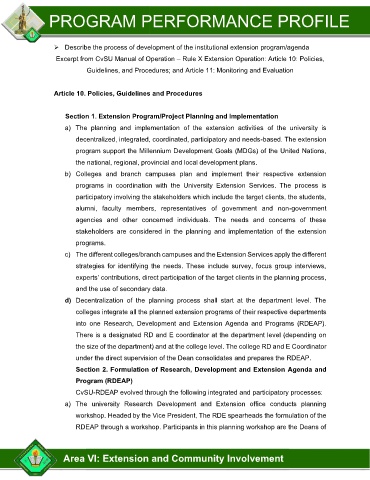 PROGRAM PERFORMANCE PROFILE
➢ Describe the process of development of the institutional extension program/agenda
Excerpt from CvSU Manual of Operation – Rule X Extension Operation: Article 10: Policies,
Guidelines, and Procedures; and Article 11: Monitoring and Evaluation
Article 10. Policies, Guidelines and Procedures
Section 1. Extension Program/Project Planning and Implementation
a) The planning and implementation of the extension activities of the university is
decentralized, integrated, coordinated, participatory and needs-based. The extension
program support the Millennium Development Goals (MDGs) of the United Nations,
the national, regional, provincial and local development plans.
b) Colleges and branch campuses plan and implement their respective extension
programs in coordination with the University Extension Services. The process is
participatory involving the stakeholders which include the target clients, the students,
alumni, faculty members, representatives of government and non-government
agencies and other concerned individuals. The needs and concerns of these
stakeholders are considered in the planning and implementation of the extension
programs.
c) The different colleges/branch campuses and the Extension Services apply the different
strategies for identifying the needs. These include survey, focus group interviews,
experts' contributions, direct participation of the target clients in the planning process,
and the use of secondary data.
d) Decentralization of the planning process shall start at the department level. The
colleges integrate all the planned extension programs of their respective departments
into one Research, Development and Extension Agenda and Programs (RDEAP).
There is a designated RD and E coordinator at the department level (depending on
the size of the department) and at the college level. The college RD and E Coordinator
under the direct supervision of the Dean consolidates and prepares the RDEAP.
Section 2. Formulation of Research, Development and Extension Agenda and
Program (RDEAP)
CvSU-RDEAP evolved through the following integrated and participatory processes:
a) The university Research Development and Extension office conducts planning
workshop. Headed by the Vice President, The RDE spearheads the formulation of the
RDEAP through a workshop. Participants in this planning workshop are the Deans of
Area VI: Extension and Community Involvement